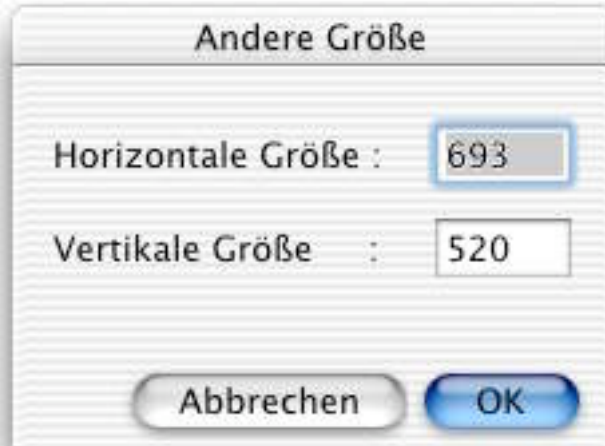 Andere Größe
Horizontale Größe : 693
Vertikale Größe : 520
Abbrechen OK